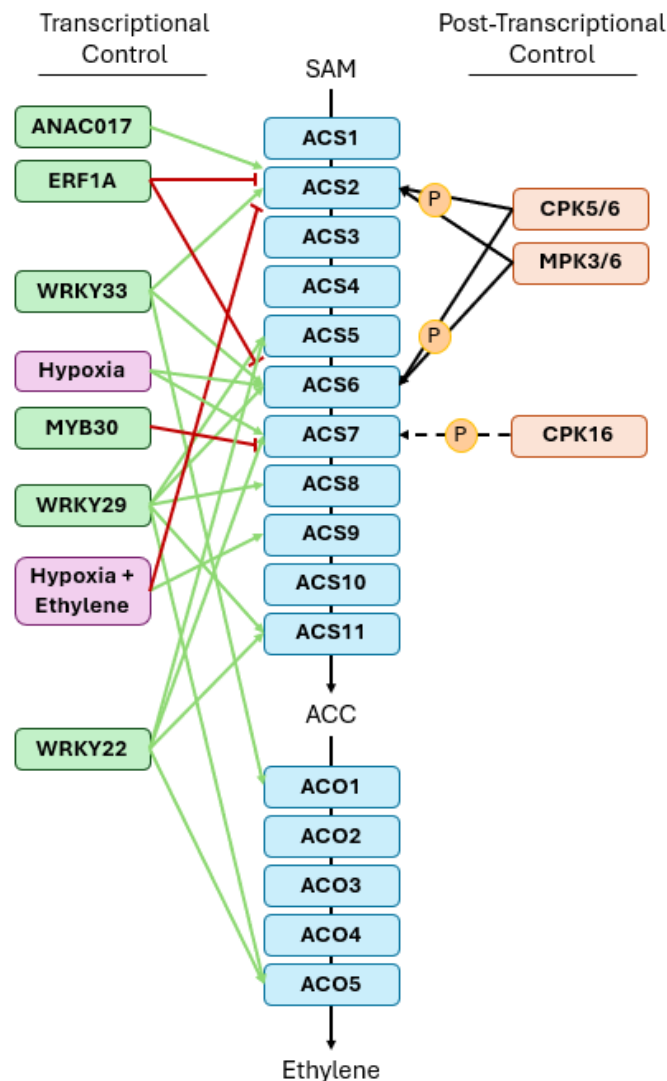 Transcriptional
Control
Post-Transcriptional
Control
SAM
ANAC017
ERF1A
WRKY33
Hypoxia
MYB30
WRKY29
Hypoxia +
Ethylene
WRKY22
ACS1
ACS2
ACS3
ACS4
ACS5
ACS6
ACS7
ACS8
ACS9
ACS10
ACS11
ACC
ACO1
ACO2
ACO3
ACO4
ACO5
Ethylene
P
P
P
CPK5/6
MPK3/6
CPK16